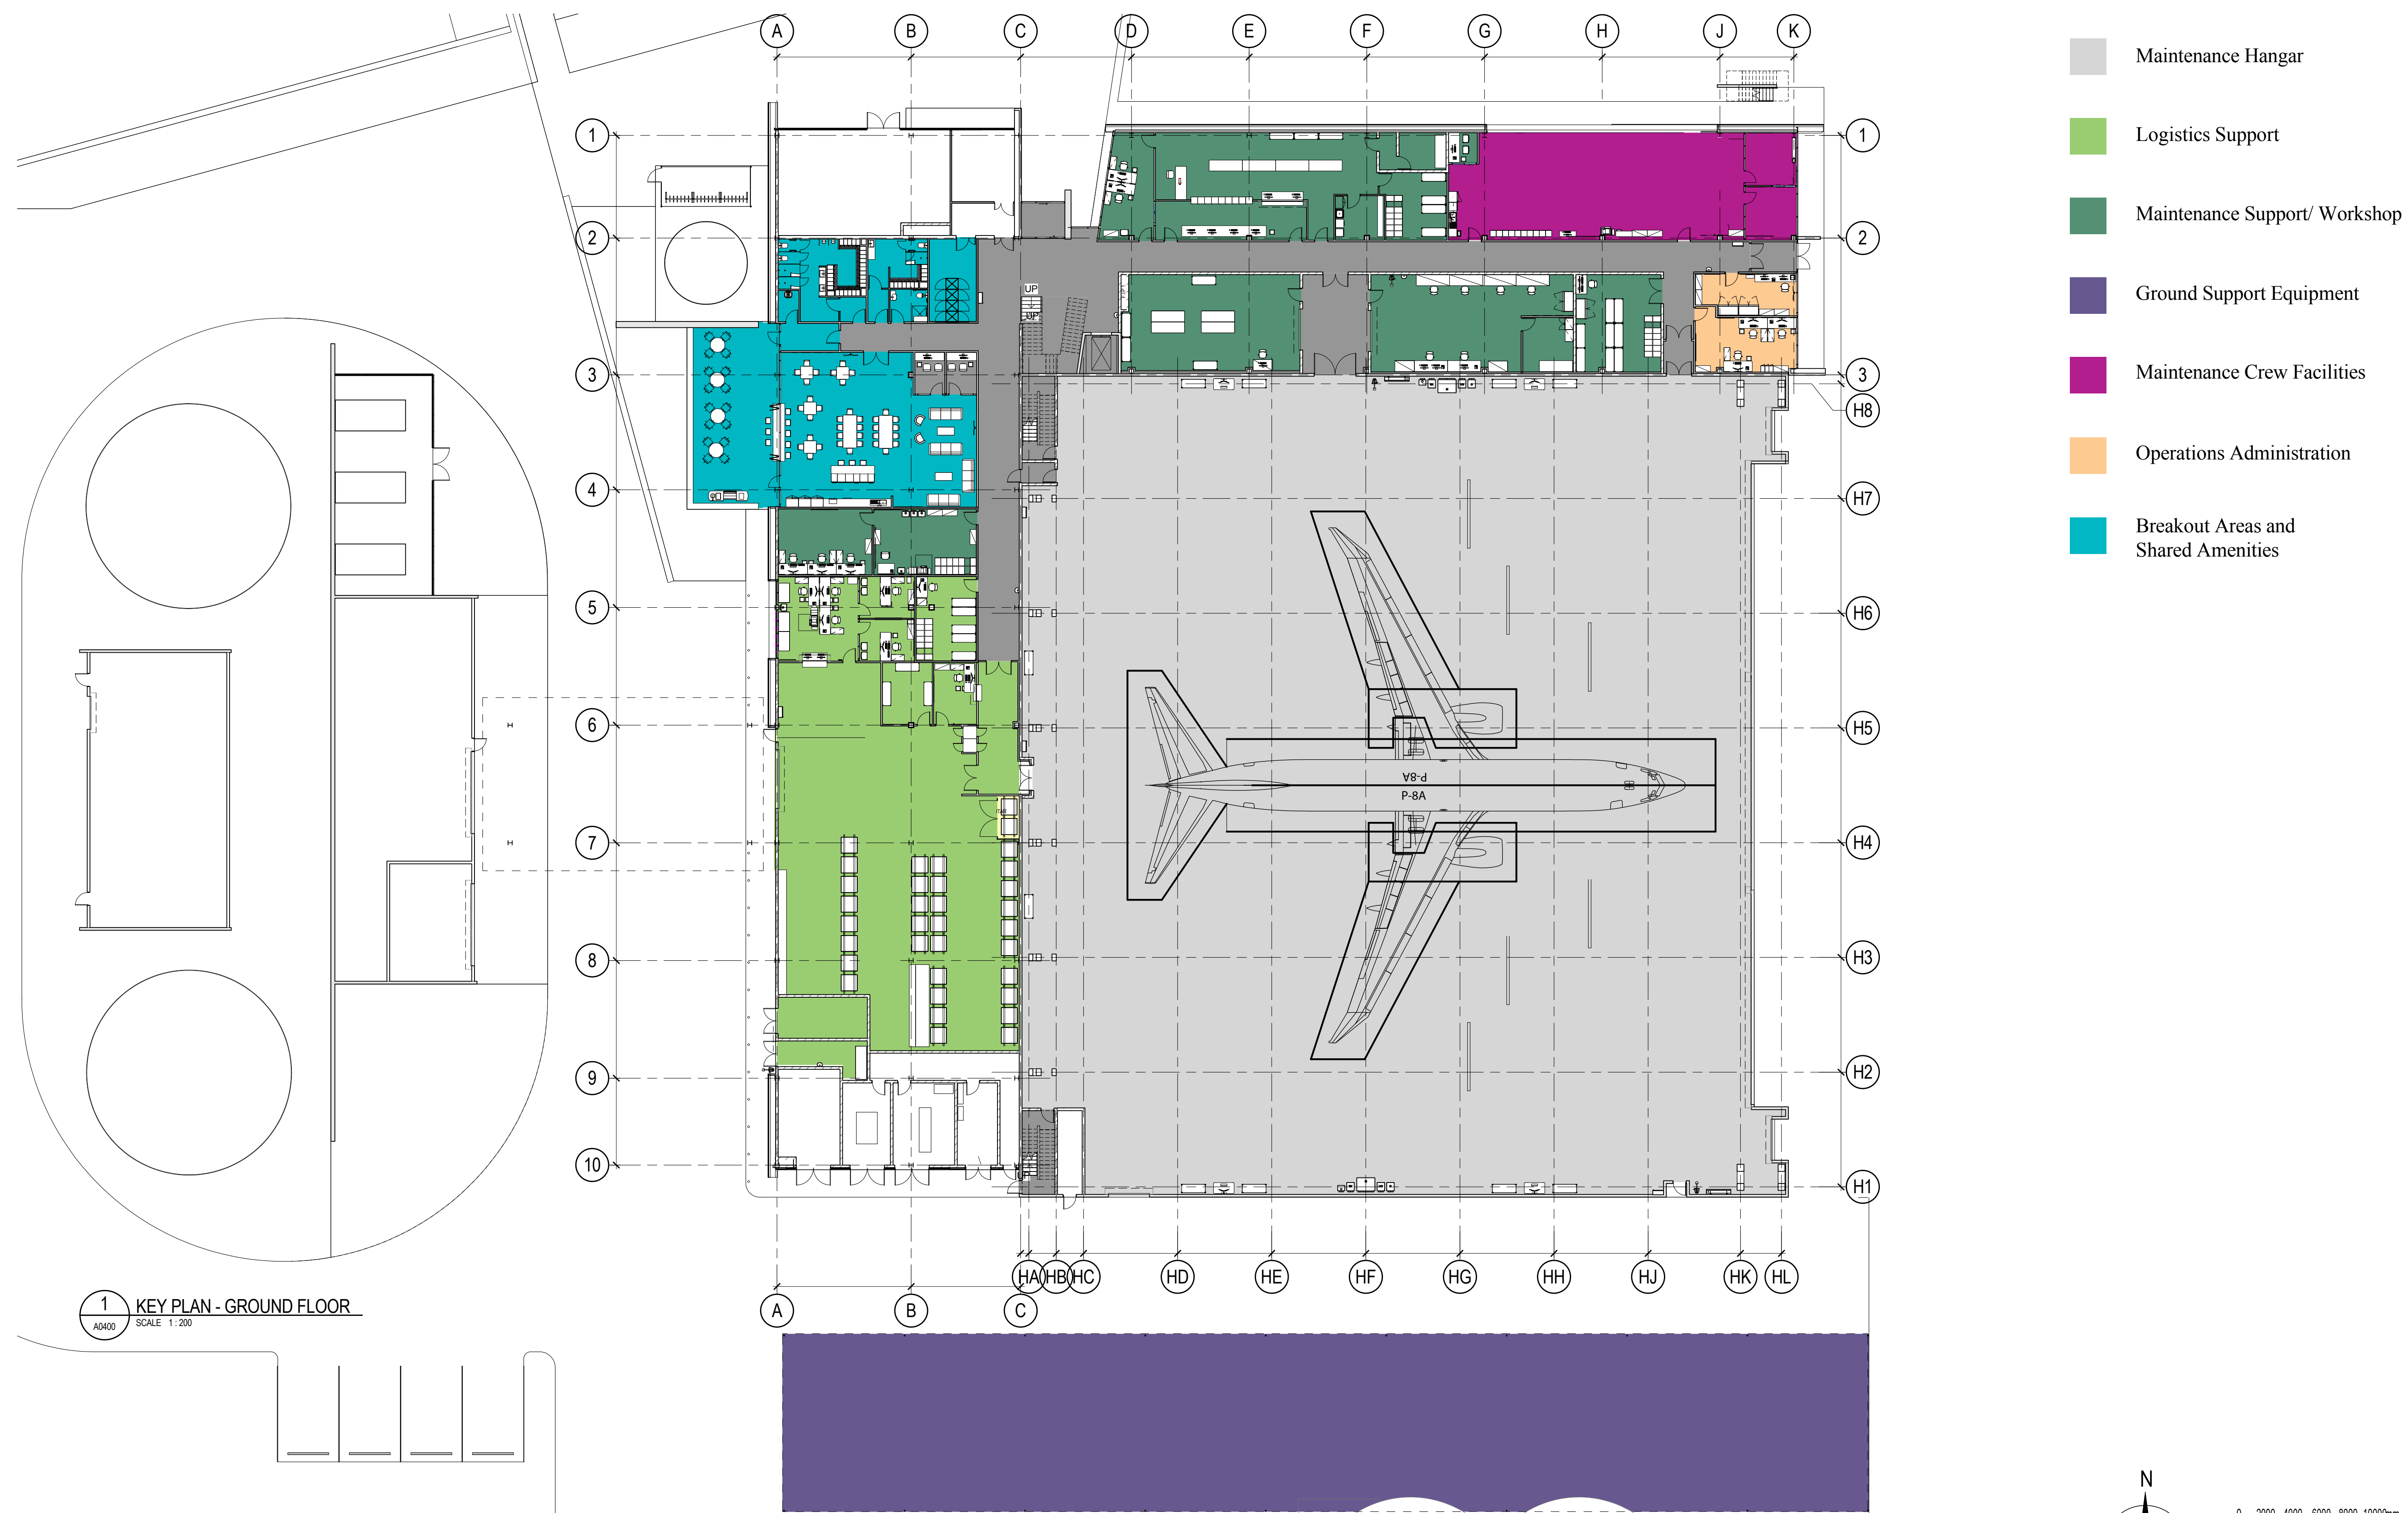 A B C D E F G H J K
Maintenance Hangar
Logistics Support
Maintenance Support/ Workshop
Ground Support Equipment
Maintenance Crew Facilities
Operations Administration
Breakout Areas and
Shared Amenities
1 1
2 2
UP
UP
3 3
H8
4 H7
5 H6
6 H5
P-8A
P-8A
7 H4
8 H3
9 H2
10 H1
HA HB HC HD HE HF HG HH HJ HK HL
A B C
1 KEY PLAN - GROUND FLOOR
A0400 SCALE 1 : 200
N